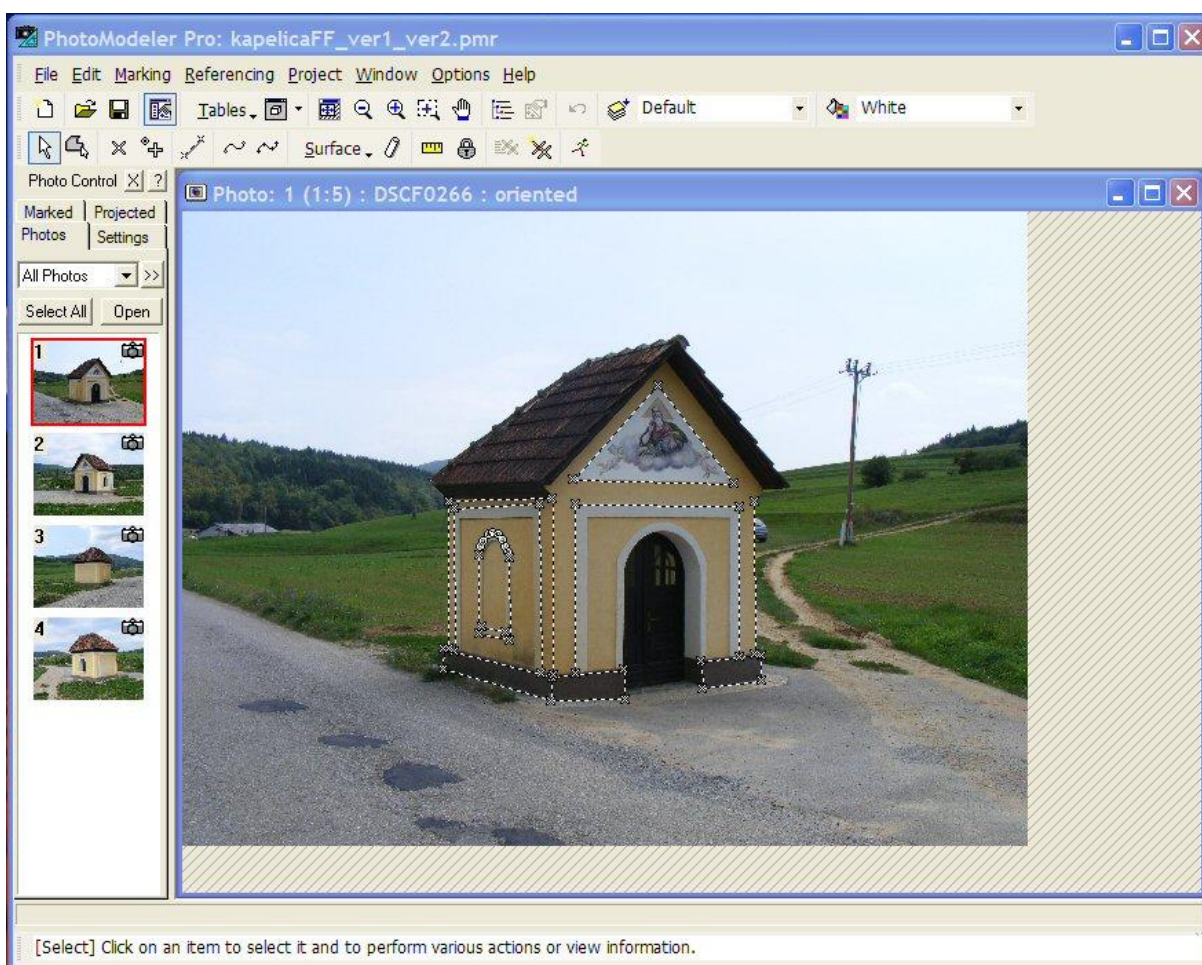 PhotoModeler Pro: kapelicaFF_ver1_ver2.pmr
File Edit Marking Referencing Project Window Options Help
Tables Default White
Surface
Photo Control X ?
Photo: 1 (1:5) : DSCF0266 : oriented
Marked Projected
Photos Settings
All Photos >>
Select All Open
1
2
3
4
[Select] Click on an item to select it and to perform various actions or view information.